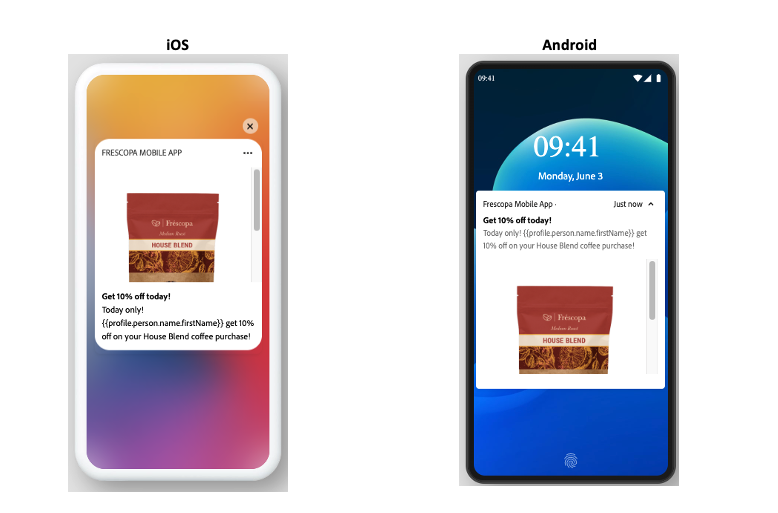 iOS
Android
FRESCOPA MOBILE APP
Fréscopa
Medium Roast
HOUSE BLEND
Get 10% off today!
Today only!
{{profile.person.name.firstName}} get 10%
off on your House Blend coffee purchase!
09:41
09:41
Monday, June 3
Frescopa Mobile App · Just now
Get 10% off today!
Today only! {{profile.person.name.firstName}} get
10% off on your House Blend coffee purchase!
Fréscopa
Medium Roast
HOUSE BLEND